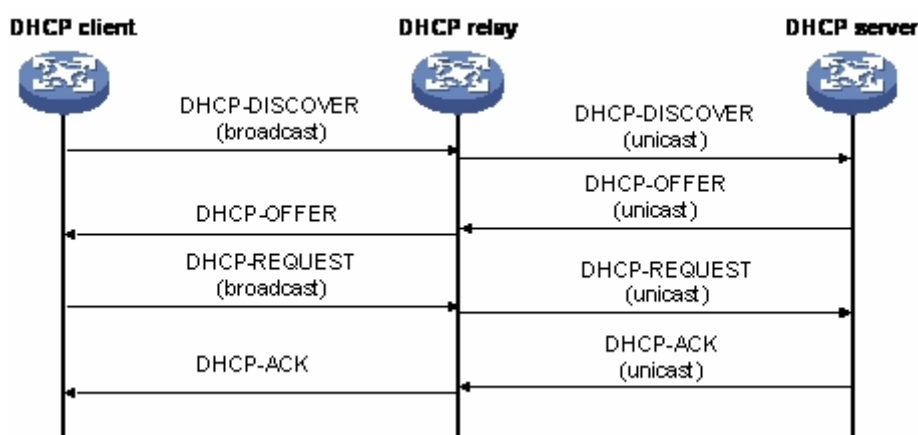 DHCP client
DHCP relay
DHCP server
DHCP-DISCOVER
(broadcast)
DHCP-DISCOVER
(unicast)
DHCP-OFFER
(unicast)
DHCP-OFFER
DHCP-REQUEST
(broadcast)
DHCP-REQUEST
(unicast)
DHCP-ACK
(unicast)
DHCP-ACK